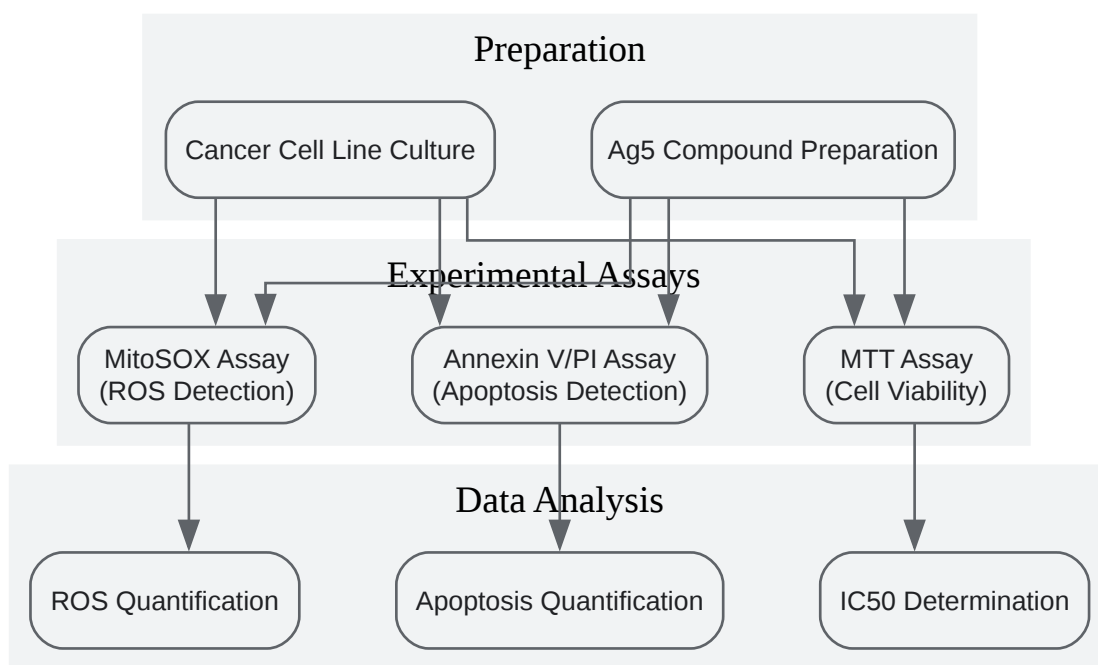 Preparation
Cancer Cell Line Culture
Ag5 Compound Preparation
Experimental Assays
MitoSOX Assay
(ROS Detection)
Annexin V/PI Assay
(Apoptosis Detection)
MTT Assay
(Cell Viability)
Data Analysis
ROS Quantification
Apoptosis Quantification
IC50 Determination